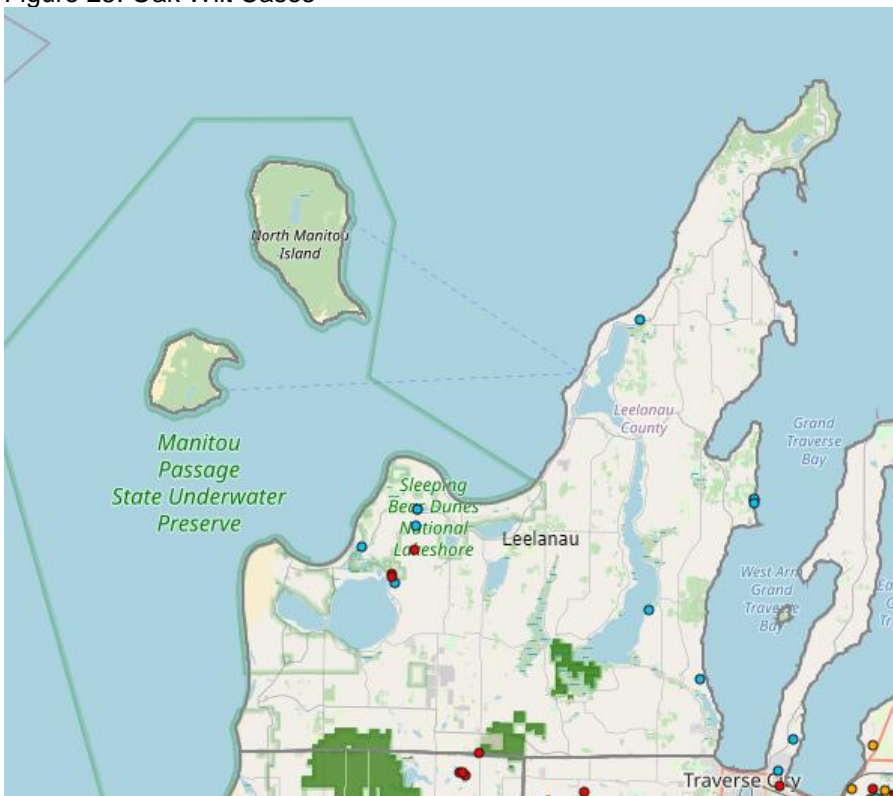 North Manitou
Island
Manitou
Passage
State Underwater
Preserve
Sleeping
Bear Dunes
National
Lakeshore
Leelanau
Leelanau
County
Grand
Traverse
Bay
West Arm
Grand
Traverse
Bay
Traverse City